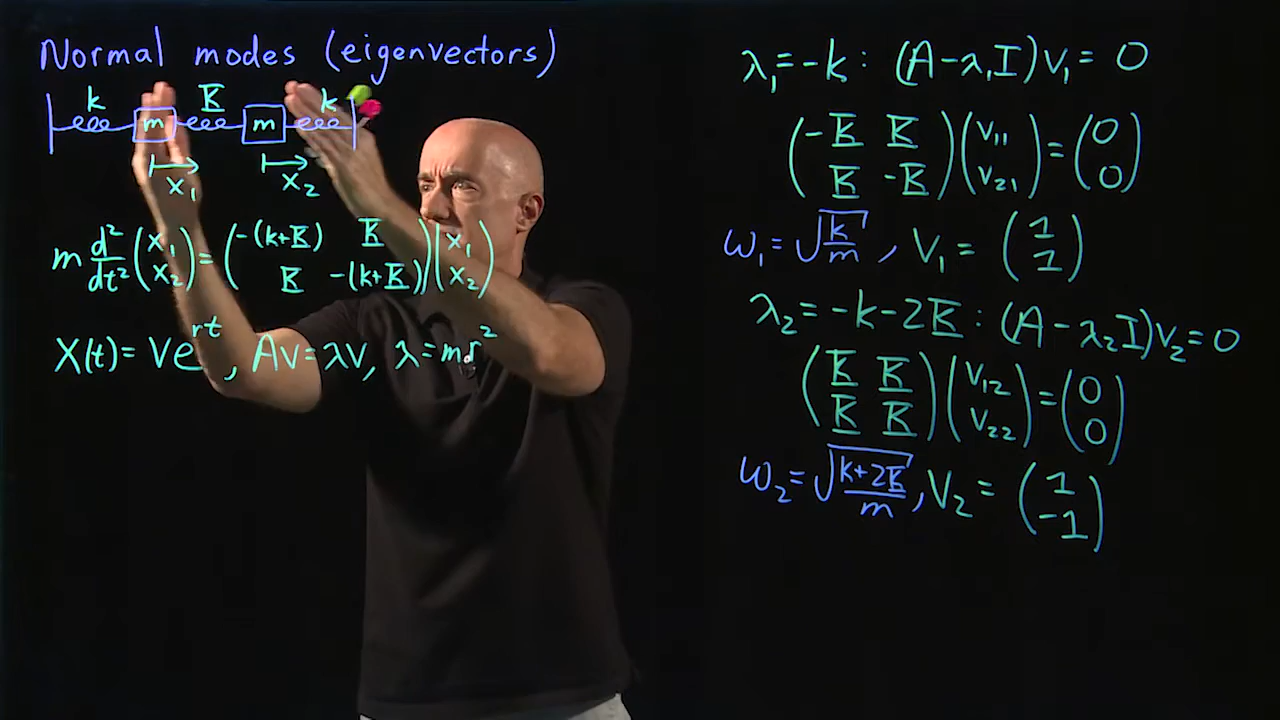 Normal modes (eigenvectors)
k K k
m m
x₁ x₂
m d²/dt² (x₁ x₂) = (-(k+K) K K -(k+K)) (x₁ x₂)
X(t) = Ve^rt, Av = λv, λ = mr²
λ₁ = -k : (A - λ₁I)v₁ = 0
(-K K K -K) (v₁₁ v₂₁) = (0 0)
ω₁ = √k/m, V₁ = (1 1)
λ₂ = -k - 2K : (A - λ₂I)v₂ = 0
(K K K K) (v₁₂ v₂₂) = (0 0)
ω₂ = √k+2K/m, V₂ = (1 -1)